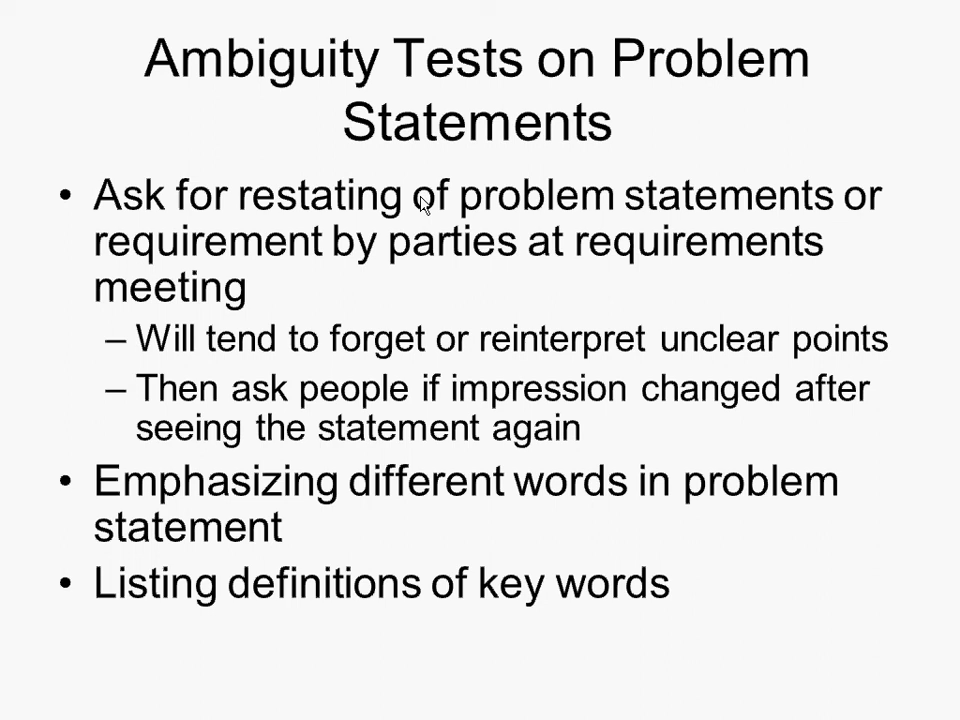 Ambiguity Tests on Problem
Statements
• Ask for restating of problem statements or
requirement by parties at requirements
meeting
– Will tend to forget or reinterpret unclear points
– Then ask people if impression changed after
seeing the statement again
• Emphasizing different words in problem
statement
• Listing definitions of key words